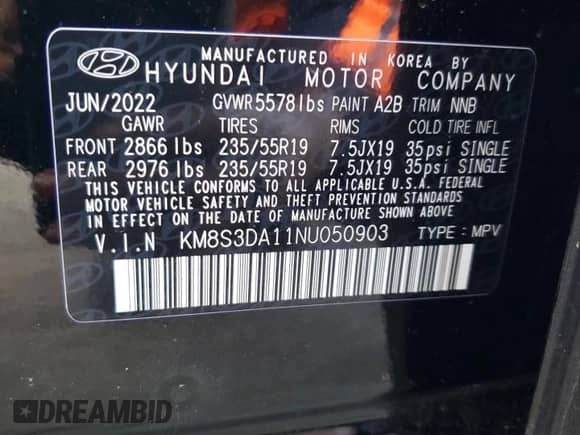 MANUFACTURED IN KOREA BY
HYUNDAI MOTOR COMPANY
JUN/2022 GVWR 5578lbs PAINT A2B TRIM NNB
GAWR TIRES RIMS COLD TIRE INFL
FRONT 2866 lbs 235/55R19 7.5JX19 35psi SINGLE
REAR 2976 lbs 235/55R19 7.5JX19 35psi SINGLE
THIS VEHICLE CONFORMS TO ALL APPLICABLE U.S.A. FEDERAL
MOTOR VEHICLE SAFETY AND THEFT PREVENTION STANDARDS
IN EFFECT ON THE DATE OF MANUFACTURE SHOWN ABOVE.
V.I.N KM8S3DA11NU050903 TYPE : MPV
DREAMBID